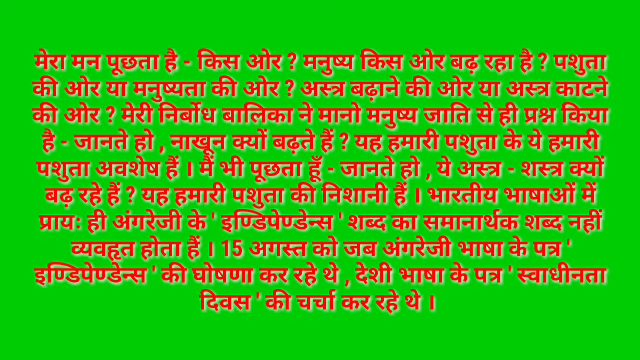 मेरा मन पूछता है - किस ओर ? मनुष्य किस ओर बढ़ रहा है ? पशुता
की ओर या मनुष्यता की ओर ? अस्त्र बढ़ाने की ओर या अस्त्र काटने
की ओर ? मेरी निर्बोध बालिका ने मानो मनुष्य जाति से ही प्रश्न किया
है - जानते हो , नाखून क्यों बढ़ते हैं ? यह हमारी पशुता के ये हमारी
पशुता अवशेष हैं । मैं भी पूछता हूँ - जानते हो , ये अस्त्र - शस्त्र क्यों
बढ़ रहे हैं ? यह हमारी पशुता की निशानी हैं । भारतीय भाषाओं में
प्रायः ही अंगरेजी के ' इण्डिपेण्डेन्स ' शब्द का समानार्थक शब्द नहीं
व्यवहृत होता हैं । 15 अगस्त को जब अंगरेजी भाषा के पत्र '
इण्डिपेण्डेन्स ' की घोषणा कर रहे थे , देशी भाषा के पत्र ' स्वाधीनता
दिवस ' की चर्चा कर रहे थे ।